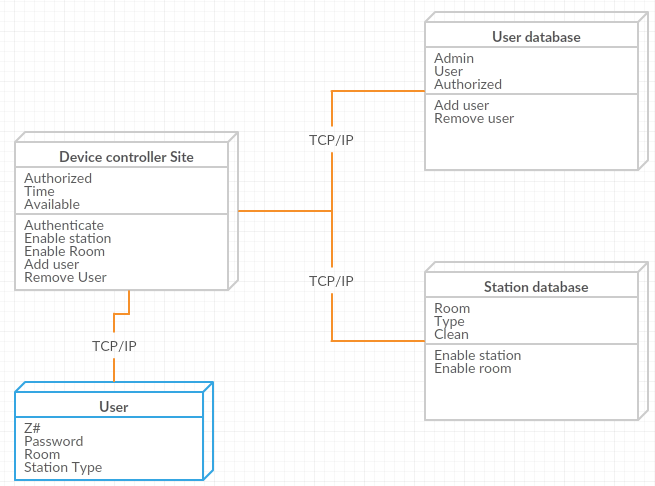 User database
Admin
User
Authorized
Add user
Remove user
TCP/IP
Device controller Site
Authorized
Time
Available
Authenticate
Enable station
Enable Room
Add user
Remove User
TCP/IP
Station database
Room
Type
Clean
Enable station
Enable room
TCP/IP
User
Z#
Password
Room
Station Type